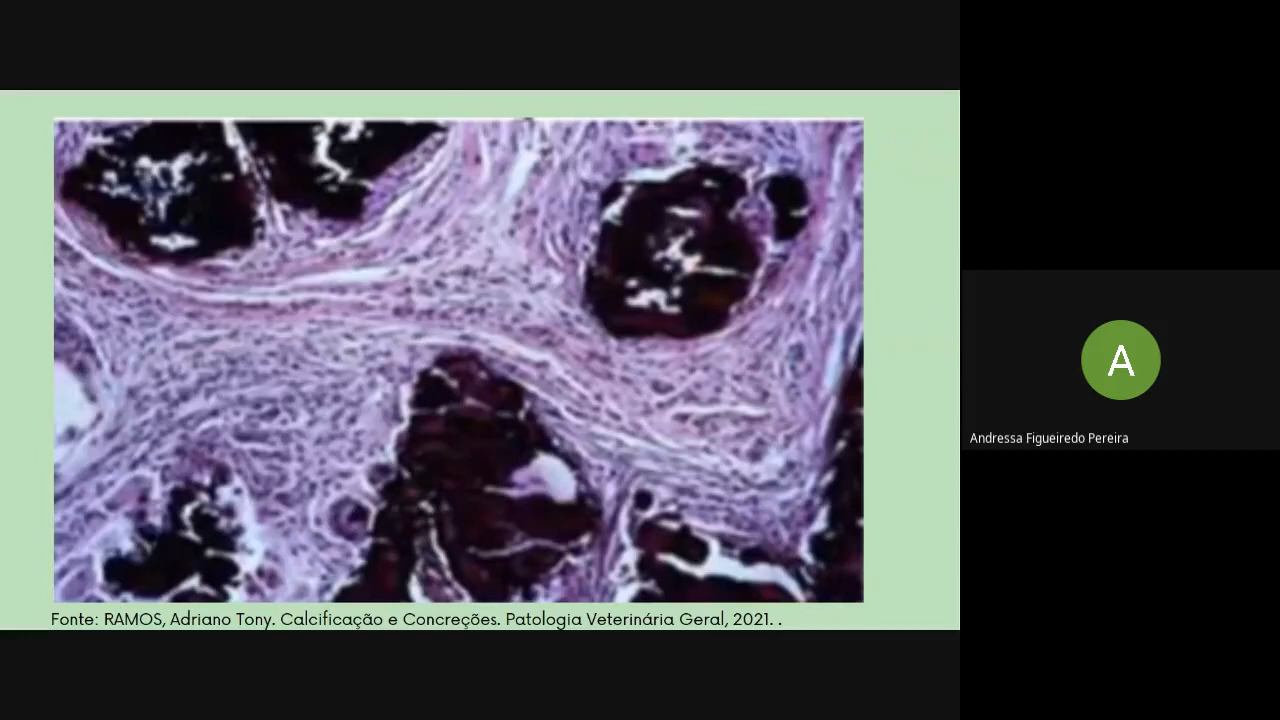 A
Andressa Figueiredo Pereira
Fonte: RAMOS, Adriano Tony. Calcificação e Concreções. Patologia Veterinária Geral, 2021. .